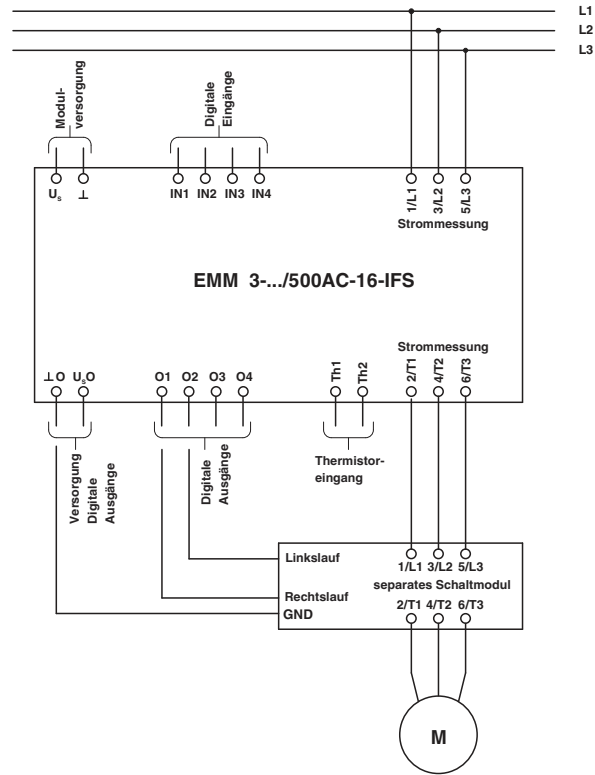 L1
L2
L3
Modul-
versorgung
Digitale
Eingänge
Us ⊥
IN1 IN2 IN3 IN4
1/L1 3/L2 5/L3
Strommessung
EMM 3-.../500AC-16-IFS
Strommessung
⊥O UsO
O1 O2 O3 O4
Th1 Th2
2/T1 4/T2 6/T3
Versorgung
Digitale
Ausgänge
Digitale
Ausgänge
Thermistor-
eingang
Linkslauf
1/L1 3/L2 5/L3
separates Schaltmodul
Rechtslauf
2/T1 4/T2 6/T3
GND
M